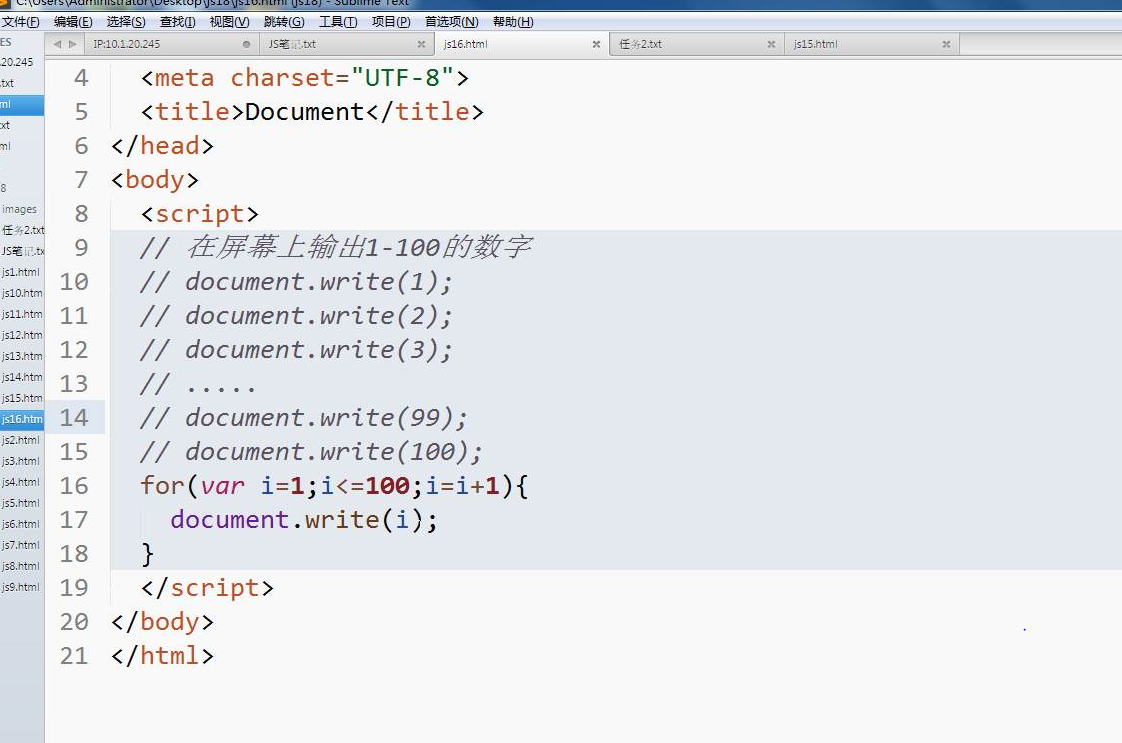 C:\Users\Administrator\Desktop\js18\js16.html (js18) - Sublime Text
文件(F) 编辑(E) 选择(S) 查找(I) 视图(V) 跳转(G) 工具(T) 项目(P) 首选项(N) 帮助(H)
IP:10.1.20.245 JS笔记.txt js16.html 任务2.txt js15.html
ES
.20.245
.txt
ml
xt
ml
8
images
任务2.txt
JS笔记.tx
js1.html
js10.htm
js11.htm
js12.htm
js13.htm
js14.htm
js15.htm
js16.htm
js2.html
js3.html
js4.html
js5.html
js6.html
js7.html
js8.html
js9.html
4 <meta charset="UTF-8">
5 <title>Document</title>
6 </head>
7 <body>
8 <script>
9 // 在屏幕上输出1-100的数字
10 // document.write(1);
11 // document.write(2);
12 // document.write(3);
13 // .....
14 // document.write(99);
15 // document.write(100);
16 for(var i=1;i<=100;i=i+1){
17 document.write(i);
18 }
19 </script>
20 </body>
21 </html>